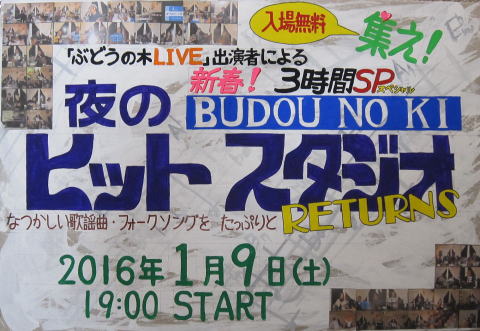 入場無料
集え!
「ぶどうの木LIVE」出演者による
新春! 3時間SP
スペシャル
夜の BUDOU NO KI
ヒット スタジオ
なつかしい歌謡曲・フォークソングを たっぷりと RETURNS
2016年1月9日(土)
19:00 START